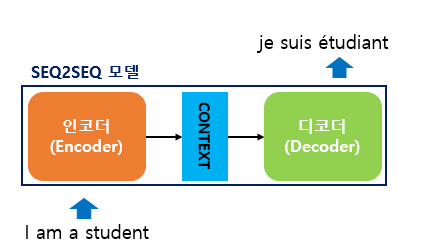 je suis étudiant
SEQ2SEQ 모델
인코더
(Encoder)
CONTEXT
디코더
(Decoder)
I am a student